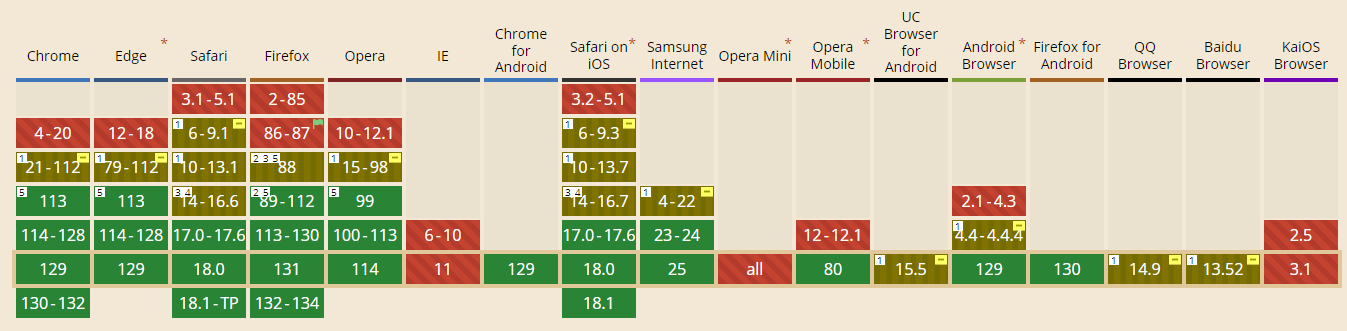 Chrome Edge * Safari Firefox Opera IE Chrome for Android Safari on iOS * Samsung Internet Opera Mini * Opera Mobile * UC Browser for Android Android Browser * Firefox for Android QQ Browser Baidu Browser KaiOS Browser
3.1-5.1 2-85 3.2-5.1
4-20 12-18 1 6-9.1 86-87 10-12.1 1 6-9.3
1 21-112 1 79-112 1 10-13.1 2 3 5 88 1 15-98 1 10-13.7
5 113 5 113 3 4 14-16.6 2 5 89-112 5 99 3 4 14-16.7 1 4-22 2.1-4.3
114-128 114-128 17.0-17.6 113-130 100-113 6-10 17.0-17.6 23-24 12-12.1 1 4.4-4.4.4 2.5
129 129 18.0 131 114 11 129 18.0 25 all 80 1 15.5 129 130 1 14.9 1 13.52 3.1
130-132 18.1-TP 132-134 18.1